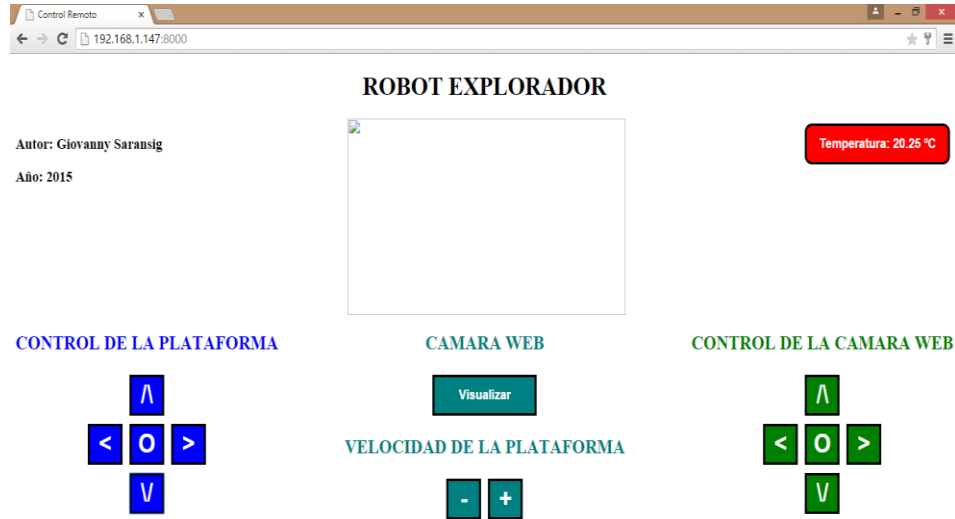 Control Remoto x
192.168.1.147:8000
ROBOT EXPLORADOR
Autor: Giovanny Saransig
Año: 2015
Temperatura: 20.25 ºC
CONTROL DE LA PLATAFORMA
CAMARA WEB
CONTROL DE LA CAMARA WEB
/\
Visualizar
/\
< O >
VELOCIDAD DE LA PLATAFORMA
< O >
\/
- +
\/